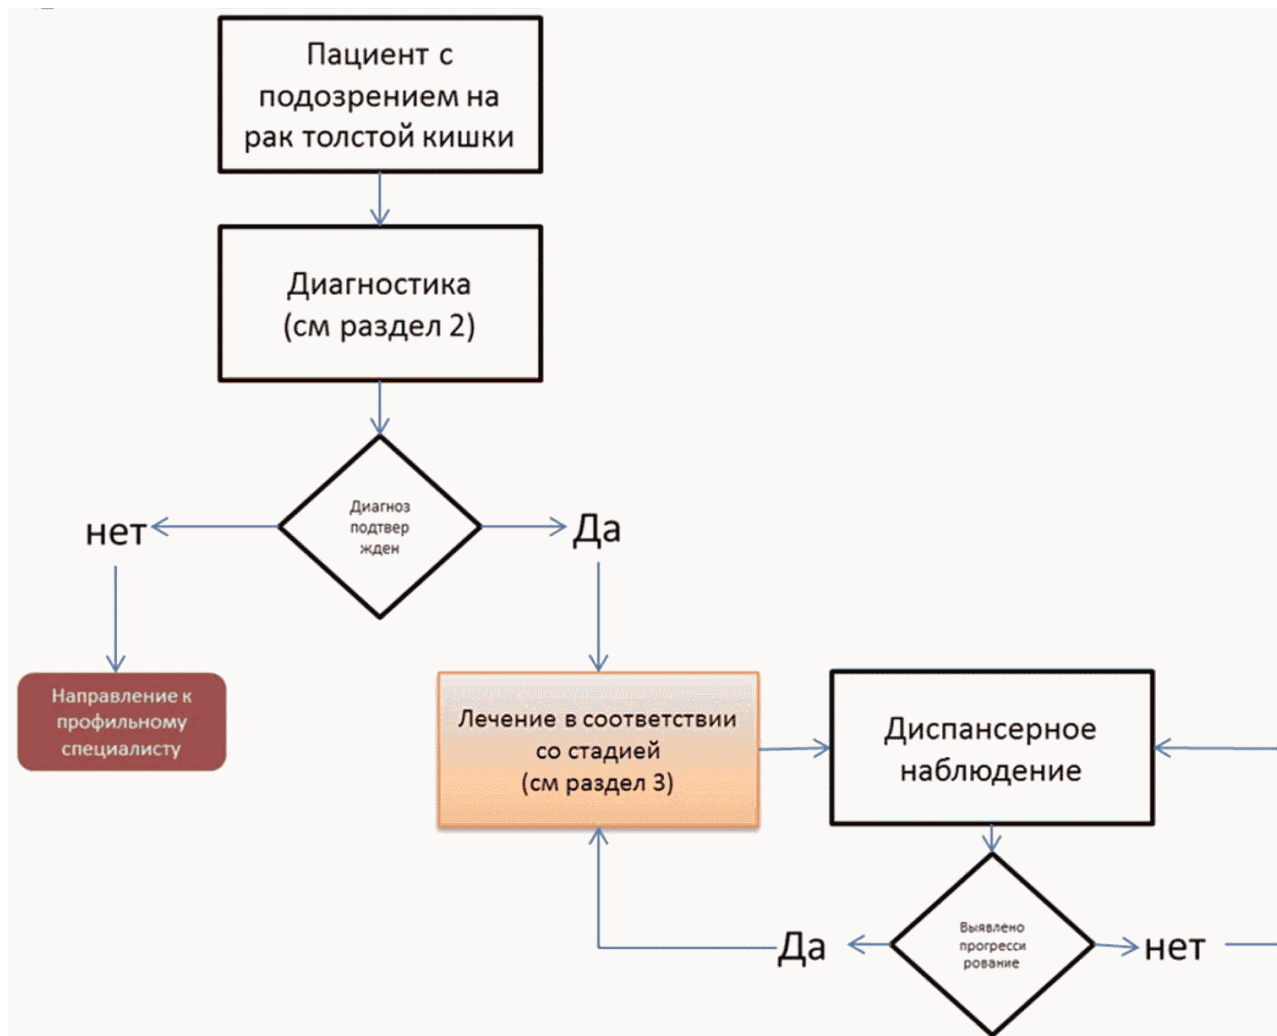 Пациент с
подозрением на
рак толстой кишки
Диагностика
(см раздел 2)
Диагноз
подтвер
жден
нет
Да
Направление к
профильному
специалисту
Лечение в соответствии
со стадией
(см раздел 3)
Диспансерное
наблюдение
Выявлено
прогресси
рование
Да
нет